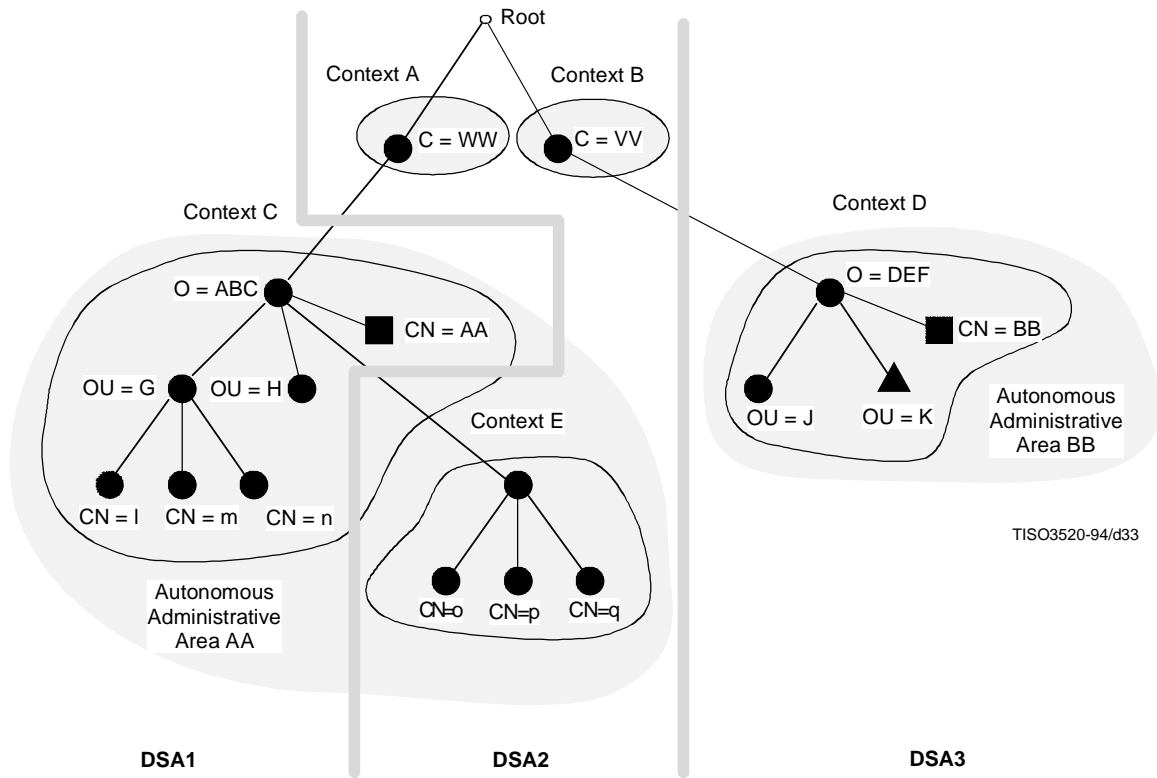 Root
Context A
Context B
C = WW
C = VV
Context C
Context D
O = ABC
O = DEF
CN = AA
CN = BB
OU = G
OU = H
OU = J
OU = K
Context E
Autonomous
Administrative
Area BB
CN = l
CN = m
CN = n
TISO3520-94/d33
Autonomous
Administrative
Area AA
CN=o
CN=p
CN=q
DSA1
DSA2
DSA3